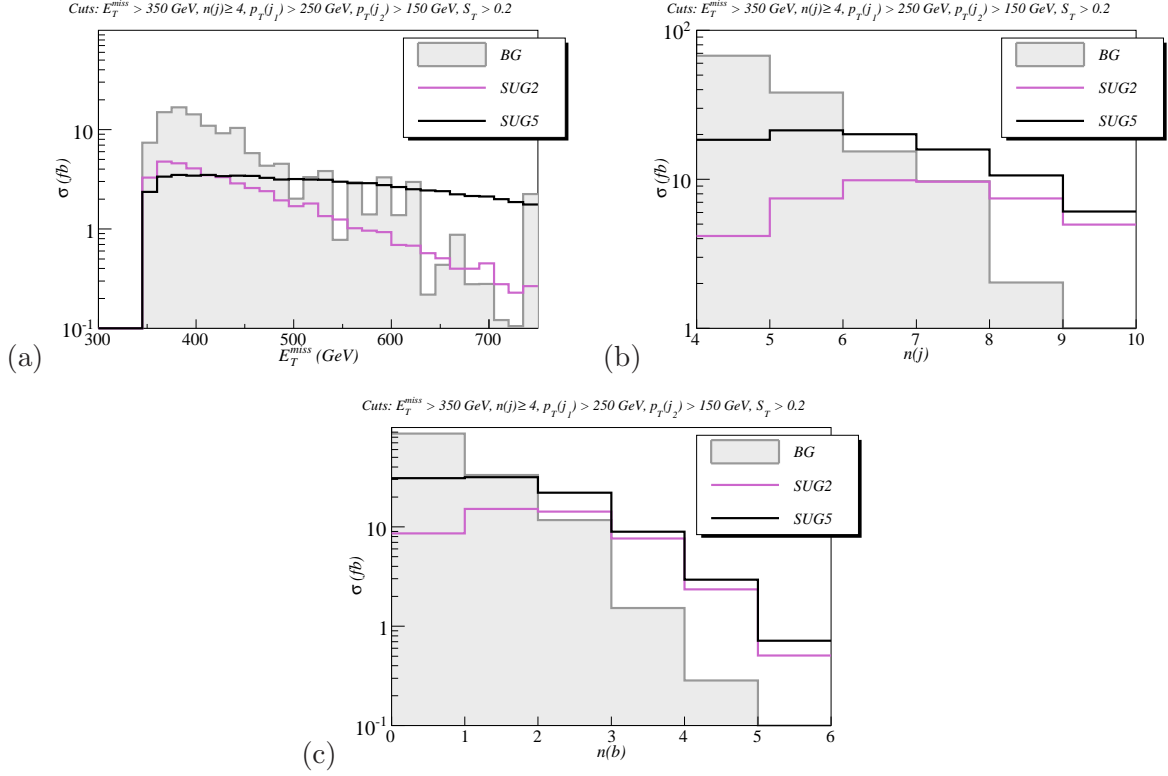 Cuts: E_T^miss > 350 GeV, n(j)≥ 4, p_T(j_1) > 250 GeV, p_T(j_2) > 150 GeV, S_T > 0.2
BG
SUG2
SUG5
σ (fb)
10
1
10^-1
300 400 500 600 700
E_T^miss (GeV)
(a)
Cuts: E_T^miss > 350 GeV, n(j)≥ 4, p_T(j_1) > 250 GeV, p_T(j_2) > 150 GeV, S_T > 0.2
BG
SUG2
SUG5
σ (fb)
10^2
10
1
4 5 6 7 8 9 10
n(j)
(b)
Cuts: E_T^miss > 350 GeV, n(j)≥ 4, p_T(j_1) > 250 GeV, p_T(j_2) > 150 GeV, S_T > 0.2
BG
SUG2
SUG5
σ (fb)
10
1
10^-1
0 1 2 3 4 5 6
n(b)
(c)